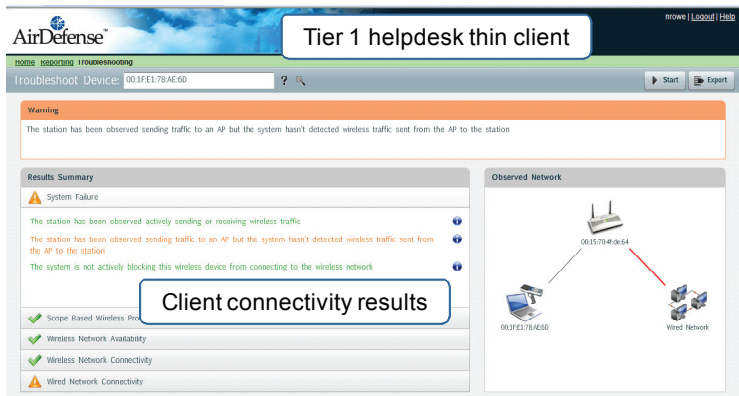 nrowe | Logout | Help
AirDefense
Tier 1 helpdesk thin client
Home Reporting Troubleshooting
Troubleshoot Device: 00:1F:E1:78:AE:6D ?
Start Export
Warning
The station has been observed sending traffic to an AP but the system hasn't detected wireless traffic sent from the AP to the station
Results Summary
System Failure
The station has been observed actively sending or receiving wireless traffic
The station has been observed sending traffic to an AP but the system hasn't detected wireless traffic sent from
the AP to the station
The system is not actively blocking this wireless device from connecting to the wireless network
Client connectivity results
Scope Based Wireless
Wireless Network Availability
Wireless Network Connectivity
Wired Network Connectivity
Observed Network
00:15:70:4f:de:64
00:1F:E1:78:AE:6D
Wired Network